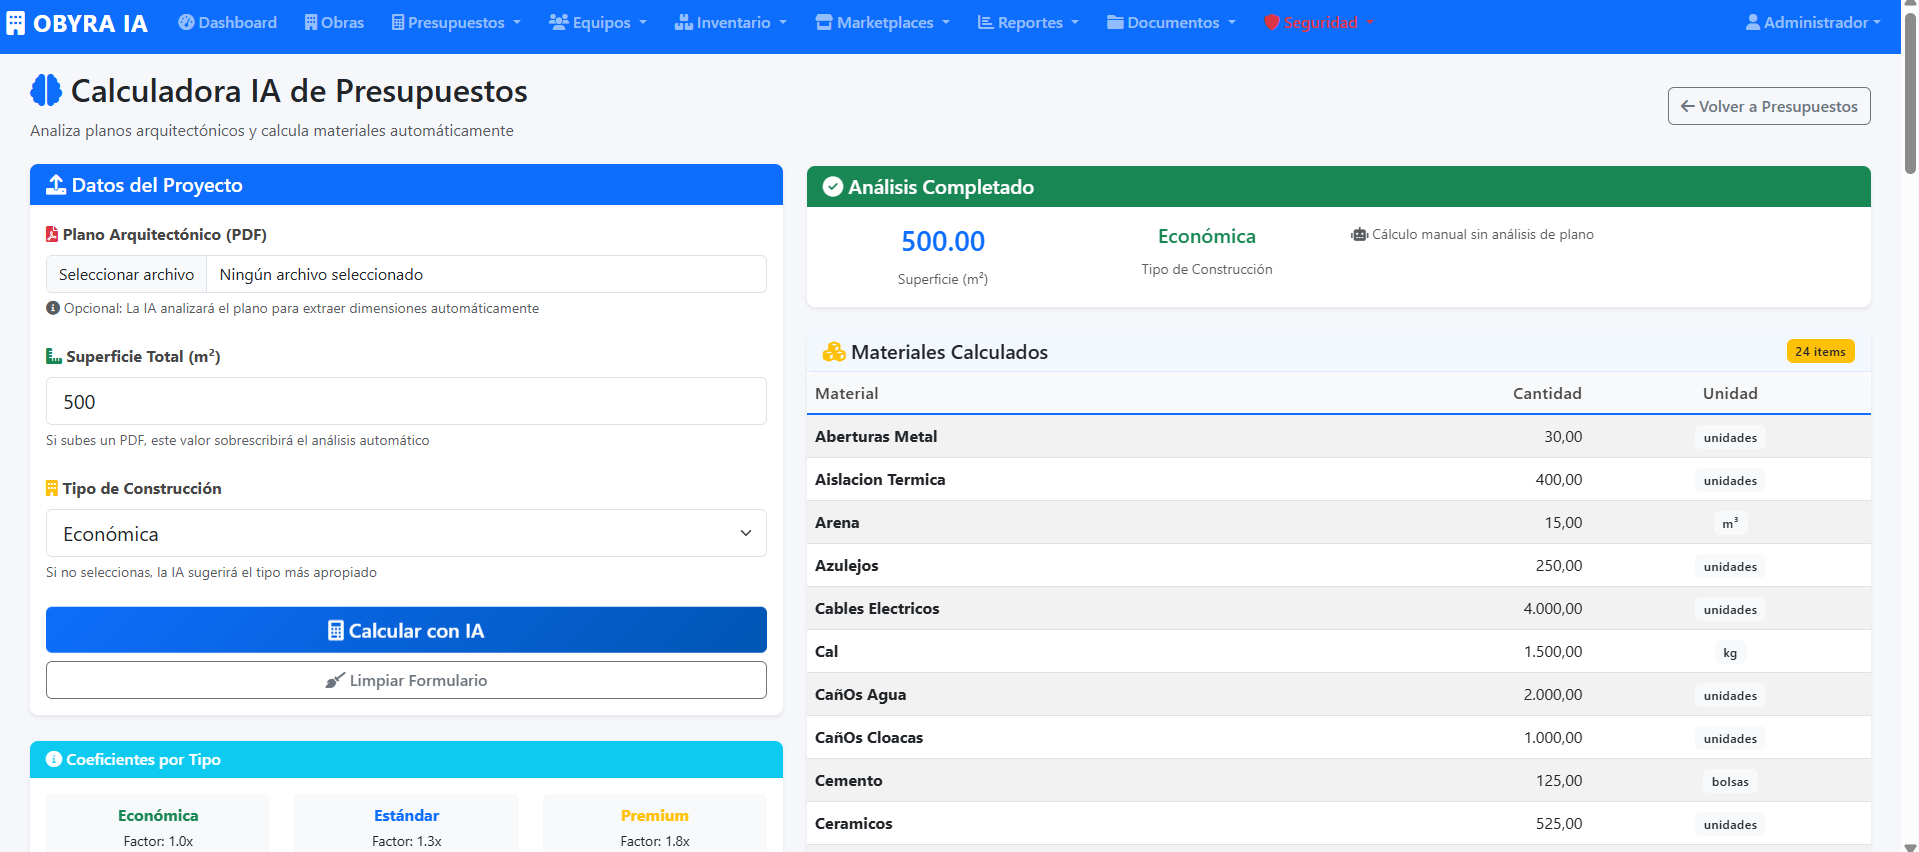 OBYRA IA
Dashboard
Obras
Presupuestos
Equipos
Inventario
Marketplaces
Reportes
Documentos
Seguridad
Administrador
Calculadora IA de Presupuestos
Analiza planos arquitectónicos y calcula materiales automáticamente
Volver a Presupuestos
Datos del Proyecto
Plano Arquitectónico (PDF)
Seleccionar archivo Ningún archivo seleccionado
Opcional: La IA analizará el plano para extraer dimensiones automáticamente
Superficie Total (m²)
500
Si subes un PDF, este valor sobrescribirá el análisis automático
Tipo de Construcción
Económica
Si no seleccionas, la IA sugerirá el tipo más apropiado
Calcular con IA
Limpiar Formulario
Coeficientes por Tipo
Económica
Factor: 1.0x
Estándar
Factor: 1.3x
Premium
Factor: 1.8x
Análisis Completado
500.00
Superficie (m²)
Económica
Tipo de Construcción
Cálculo manual sin análisis de plano
Materiales Calculados
24 items
Material Cantidad Unidad
Aberturas Metal 30,00 unidades
Aislacion Termica 400,00 unidades
Arena 15,00 m³
Azulejos 250,00 unidades
Cables Electricos 4.000,00 unidades
Cal 1.500,00 kg
CañOs Agua 2.000,00 unidades
CañOs Cloacas 1.000,00 unidades
Cemento 125,00 bolsas
Ceramicos 525,00 unidades